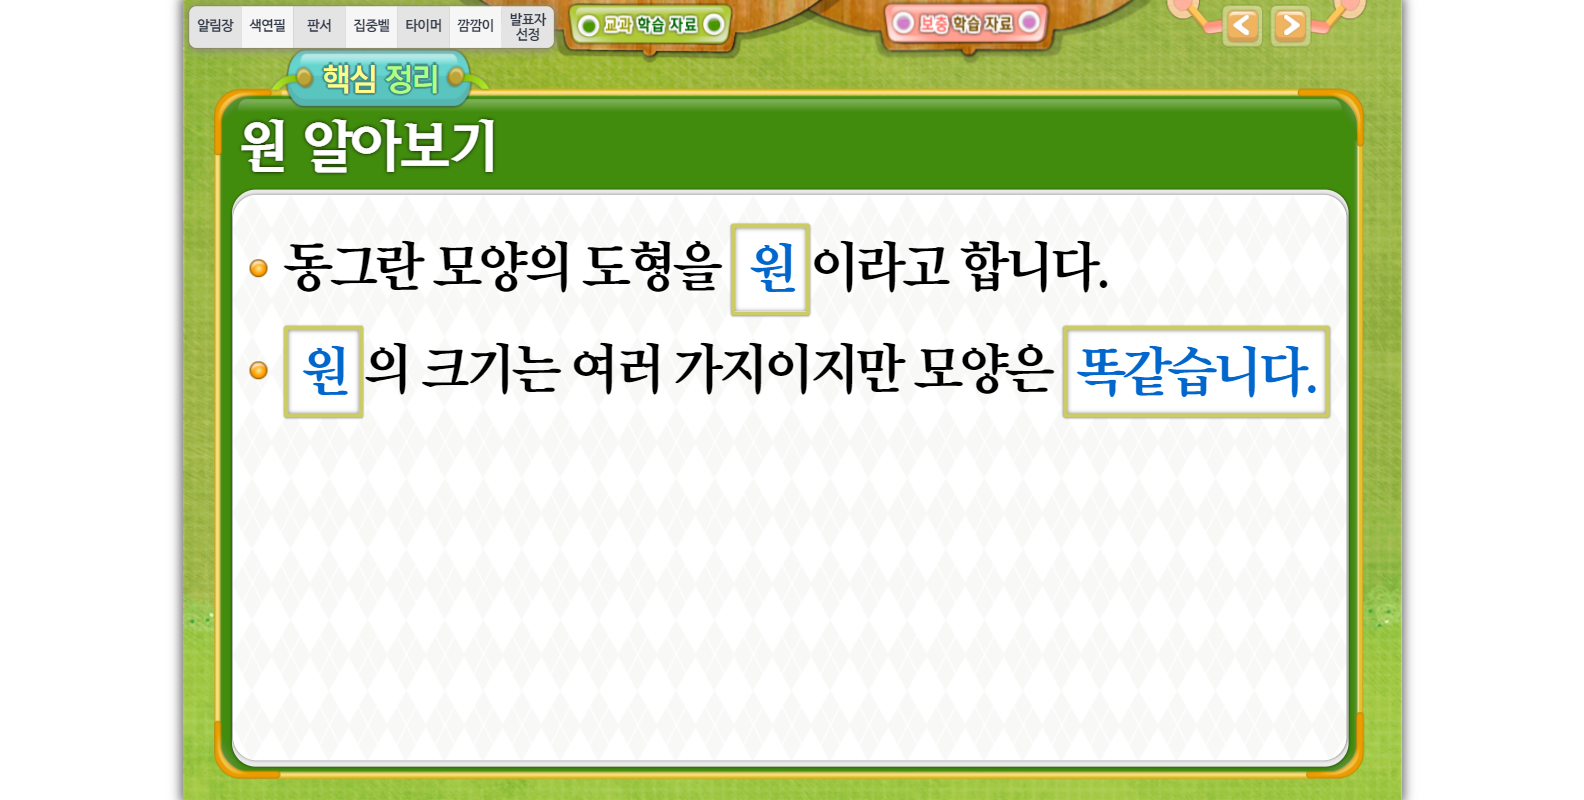 알림장 색연필 판서 집중벨 타이머 깜깜이 발표자 선정
교과 학습 자료
보충 학습 자료
핵심 정리
원 알아보기
동그란 모양의 도형을 원 이라고 합니다.
원 의 크기는 여러 가지이지만 모양은 똑같습니다.